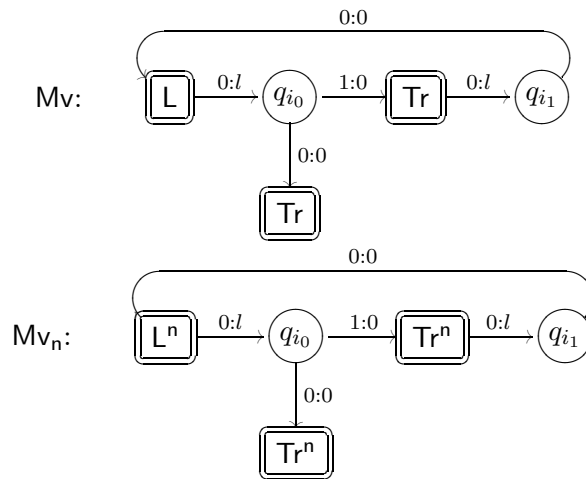 0:0
Mv: L 0:l q_{i_0} 1:0 Tr 0:l q_{i_1}
0:0
Tr
0:0
Mv_n: L^n 0:l q_{i_0} 1:0 Tr^n 0:l q_{i_1}
0:0
Tr^n